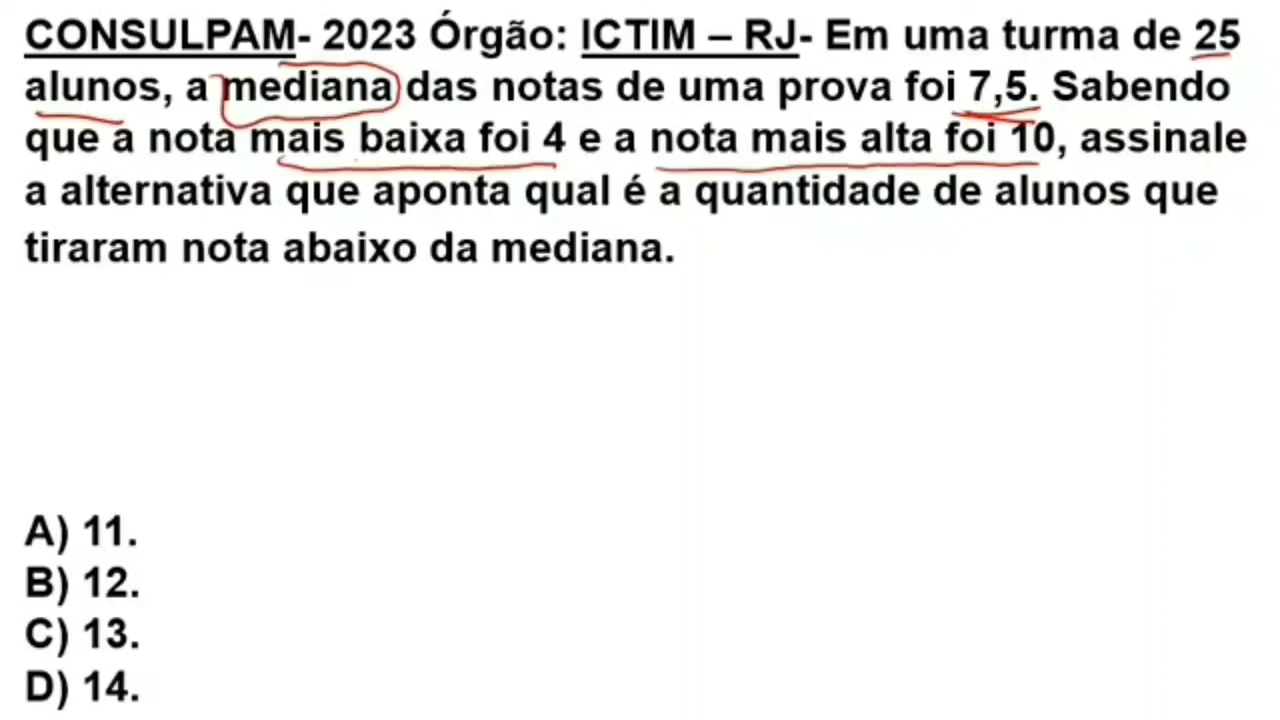 CONSULPAM- 2023 Órgão: ICTIM – RJ- Em uma turma de 25
alunos, a mediana das notas de uma prova foi 7,5. Sabendo
que a nota mais baixa foi 4 e a nota mais alta foi 10, assinale
a alternativa que aponta qual é a quantidade de alunos que
tiraram nota abaixo da mediana.
A) 11.
B) 12.
C) 13.
D) 14.